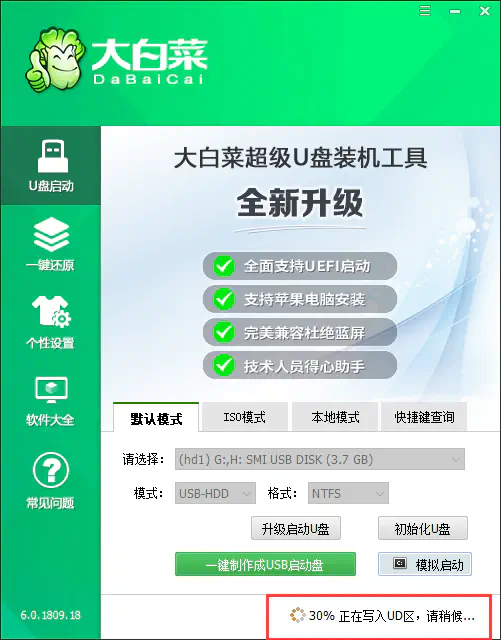 大白菜
DaBaiCai
U盘启动
一键还原
个性设置
软件大全
常见问题
6.0.1809.18
大白菜超级U盘装机工具
全新升级
全面支持UEFI启动
支持苹果电脑安装
完美兼容杜绝蓝屏
技术人员得心助手
默认模式 ISO模式 本地模式 快捷键查询
请选择： (hd1) G:,H: SMI USB DISK (3.7 GB)
模式： USB-HDD 格式： NTFS
升级启动U盘 初始化U盘
一键制作成USB启动盘 模拟启动
30% 正在写入UD区，请稍候...